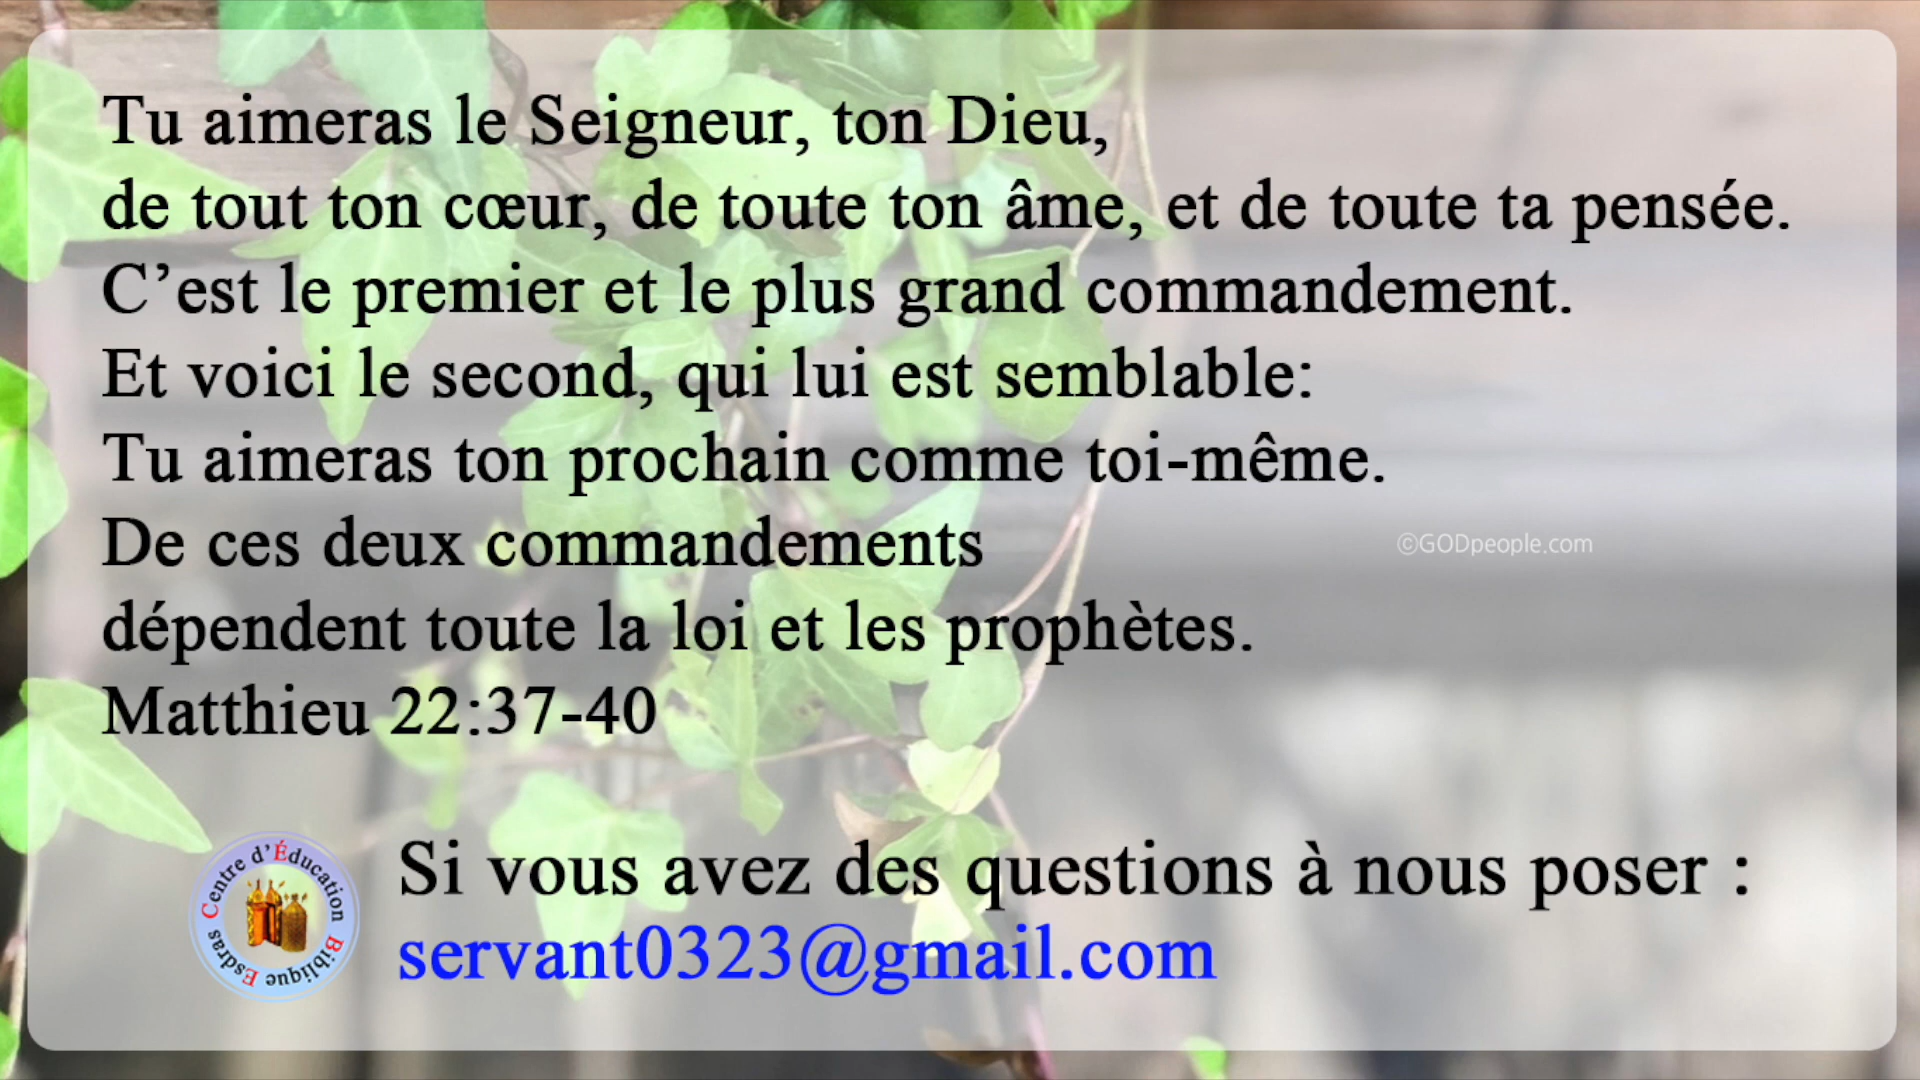 Tu aimeras le Seigneur, ton Dieu,
de tout ton cœur, de toute ton âme, et de toute ta pensée.
C’est le premier et le plus grand commandement.
Et voici le second, qui lui est semblable:
Tu aimeras ton prochain comme toi-même.
De ces deux commandements
dépendent toute la loi et les prophètes.
Matthieu 22:37-40
©GODpeople.com
Centre d’Éducation Biblique Esdras
Si vous avez des questions à nous poser :
servant0323@gmail.com